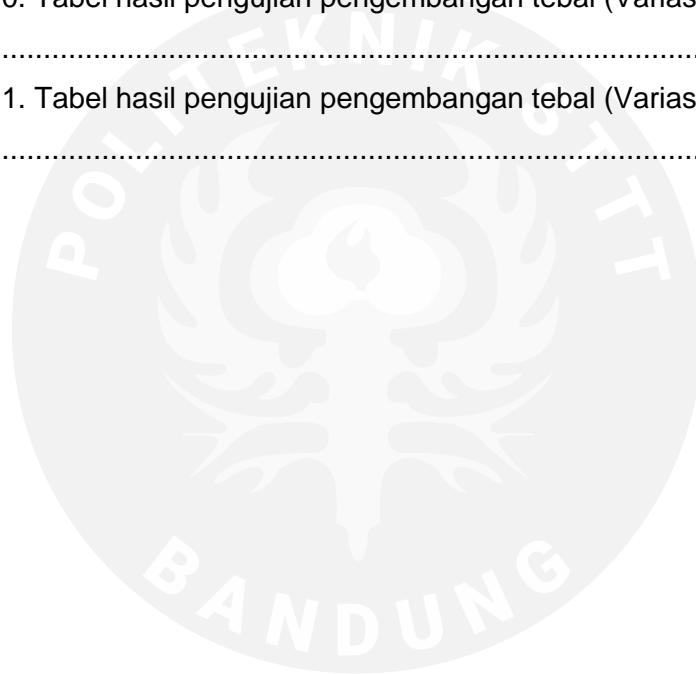 0. Tabel hasil pengujian pengembangan tebal (Varias
................................................................................
1. Tabel hasil pengujian pengembangan tebal (Varias
................................................................................
POLITEKNIK STTT
BANDUNG